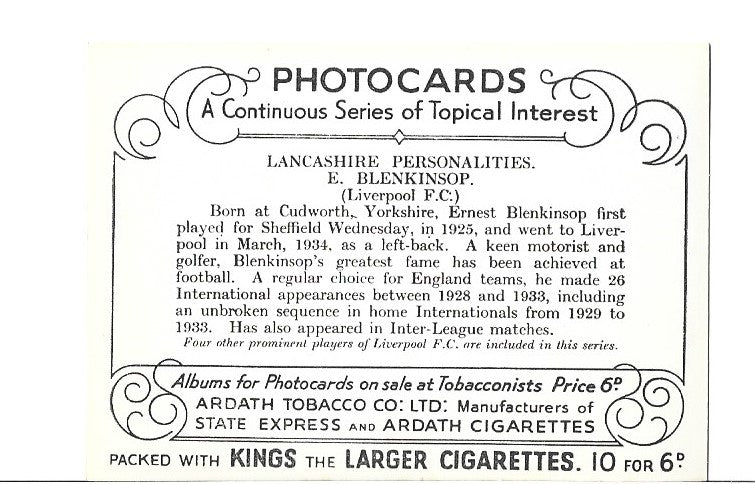 PHOTOCARDS
A Continuous Series of Topical Interest
LANCASHIRE PERSONALITIES.
E. BLENKINSOP.
(Liverpool F.C.)
Born at Cudworth, Yorkshire, Ernest Blenkinsop first
played for Sheffield Wednesday, in 1925, and went to Liver-
pool in March, 1934, as a left-back. A keen motorist and
golfer, Blenkinsop's greatest fame has been achieved at
football. A regular choice for England teams, he made 26
International appearances between 1928 and 1933, including
an unbroken sequence in home Internationals from 1929 to
1933. Has also appeared in Inter-League matches.
Four other prominent players of Liverpool F.C. are included in this series.
Albums for Photocards on sale at Tobacconists Price 6D.
ARDATH TOBACCO CO: LTD: Manufacturers of
STATE EXPRESS AND ARDATH CIGARETTES
PACKED WITH KINGS THE LARGER CIGARETTES. 10 FOR 6D.